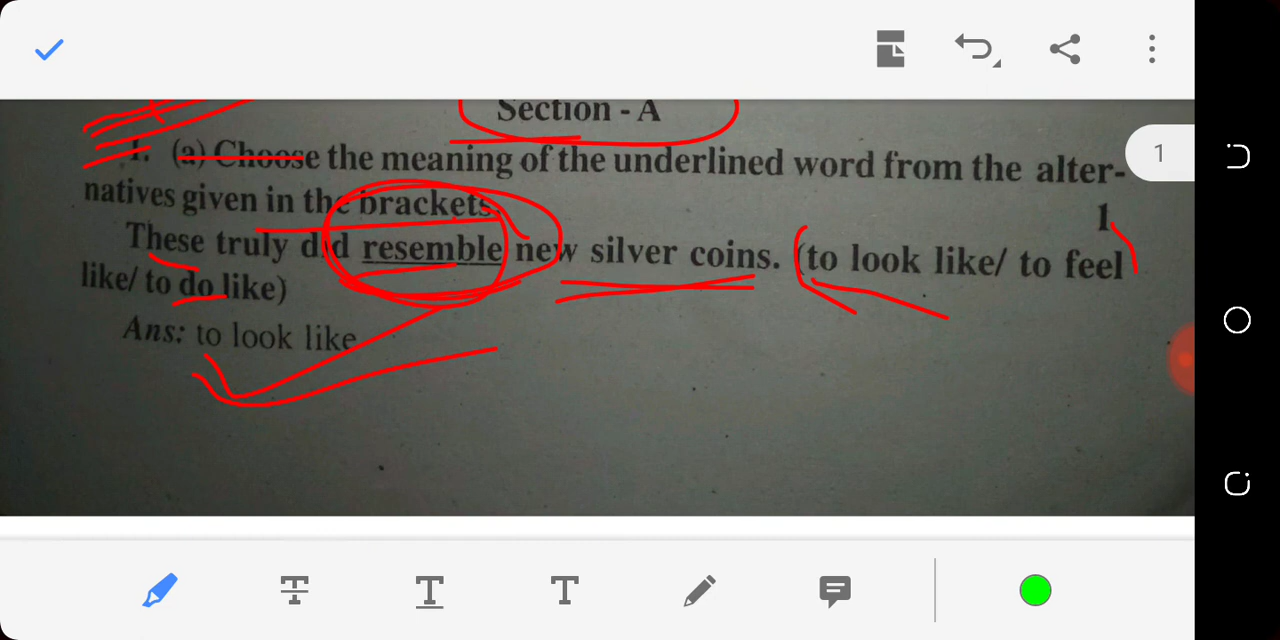 Section - A
1. (a) Choose the meaning of the underlined word from the alter-
natives given in the brackets.
1
These truly did resemble new silver coins. (to look like/ to feel
like/ to do like)
Ans: to look like
1
T T T